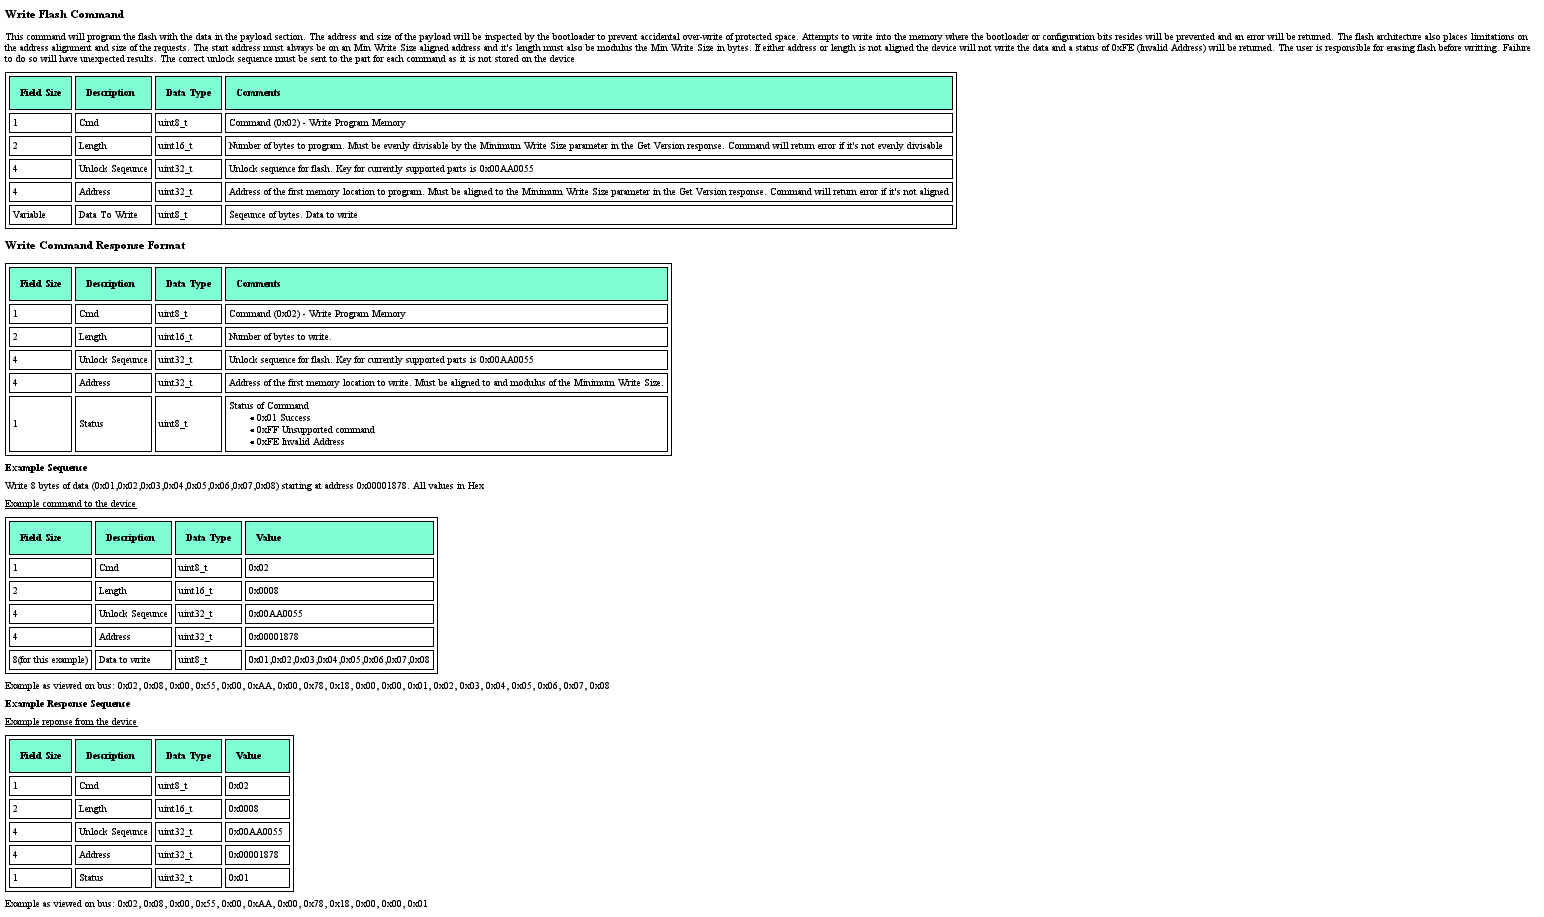 Write Flash Command
This command will program the flash with the data in the payload section. The address and size of the payload will be inspected by the bootloader to prevent accidental over-write of protected space. Attempts to write into the memory where the bootloader or configuration bits resides will be prevented and an error will be returned. The flash architecture also places limitations on
the address alignment and size of the requests. The start address must always be on an Min Write Size aligned address and it's length must also be modulus the Min Write Size in bytes. If either address or length is not aligned the device will not write the data and a status of 0xFE (Invalid Address) will be returned. The user is responsible for erasing flash before writting. Failure
to do so will have unexpected results. The correct unlock sequence must be sent to the part for each command as it is not stored on the device
Field Size Description Data Type Comments
1 Cmd uint8_t Command (0x02) - Write Program Memory
2 Length uint16_t Number of bytes to program. Must be evenly divisable by the Minimum Write Size parameter in the Get Version response. Command will return error if it's not evenly divisable
4 Unlock Seqeunce uint32_t Unlock sequence for flash. Key for currently supported parts is 0x00AA0055
4 Address uint32_t Address of the first memory location to program. Must be aligned to the Minimum Write Size parameter in the Get Version response. Command will return error if it's not aligned
Variable Data To Write uint8_t Seqeunce of bytes. Data to write
Write Command Response Format
Field Size Description Data Type Comments
1 Cmd uint8_t Command (0x02) - Write Program Memory
2 Length uint16_t Number of bytes to write.
4 Unlock Seqeunce uint32_t Unlock sequence for flash. Key for currently supported parts is 0x00AA0055
4 Address uint32_t Address of the first memory location to write. Must be aligned to and modulus of the Minimum Write Size.
1 Status uint8_t Status of Command
• 0x01 Success
• 0xFF Unsupported command
• 0xFE Invalid Address
Example Sequence
Write 8 bytes of data (0x01,0x02,0x03,0x04,0x05,0x06,0x07,0x08) starting at address 0x00001878. All values in Hex
Example command to the device
Field Size Description Data Type Value
1 Cmd uint8_t 0x02
2 Length uint16_t 0x0008
4 Unlock Seqeunce uint32_t 0x00AA0055
4 Address uint32_t 0x00001878
8(for this example) Data to write uint8_t 0x01,0x02,0x03,0x04,0x05,0x06,0x07,0x08
Example as viewed on bus: 0x02, 0x08, 0x00, 0x55, 0x00, 0xAA, 0x00, 0x78, 0x18, 0x00, 0x00, 0x01, 0x02, 0x03, 0x04, 0x05, 0x06, 0x07, 0x08
Example Response Sequence
Example reponse from the device
Field Size Description Data Type Value
1 Cmd uint8_t 0x02
2 Length uint16_t 0x0008
4 Unlock Seqeunce uint32_t 0x00AA0055
4 Address uint32_t 0x00001878
1 Status uint32_t 0x01
Example as viewed on bus: 0x02, 0x08, 0x00, 0x55, 0x00, 0xAA, 0x00, 0x78, 0x18, 0x00, 0x00, 0x01